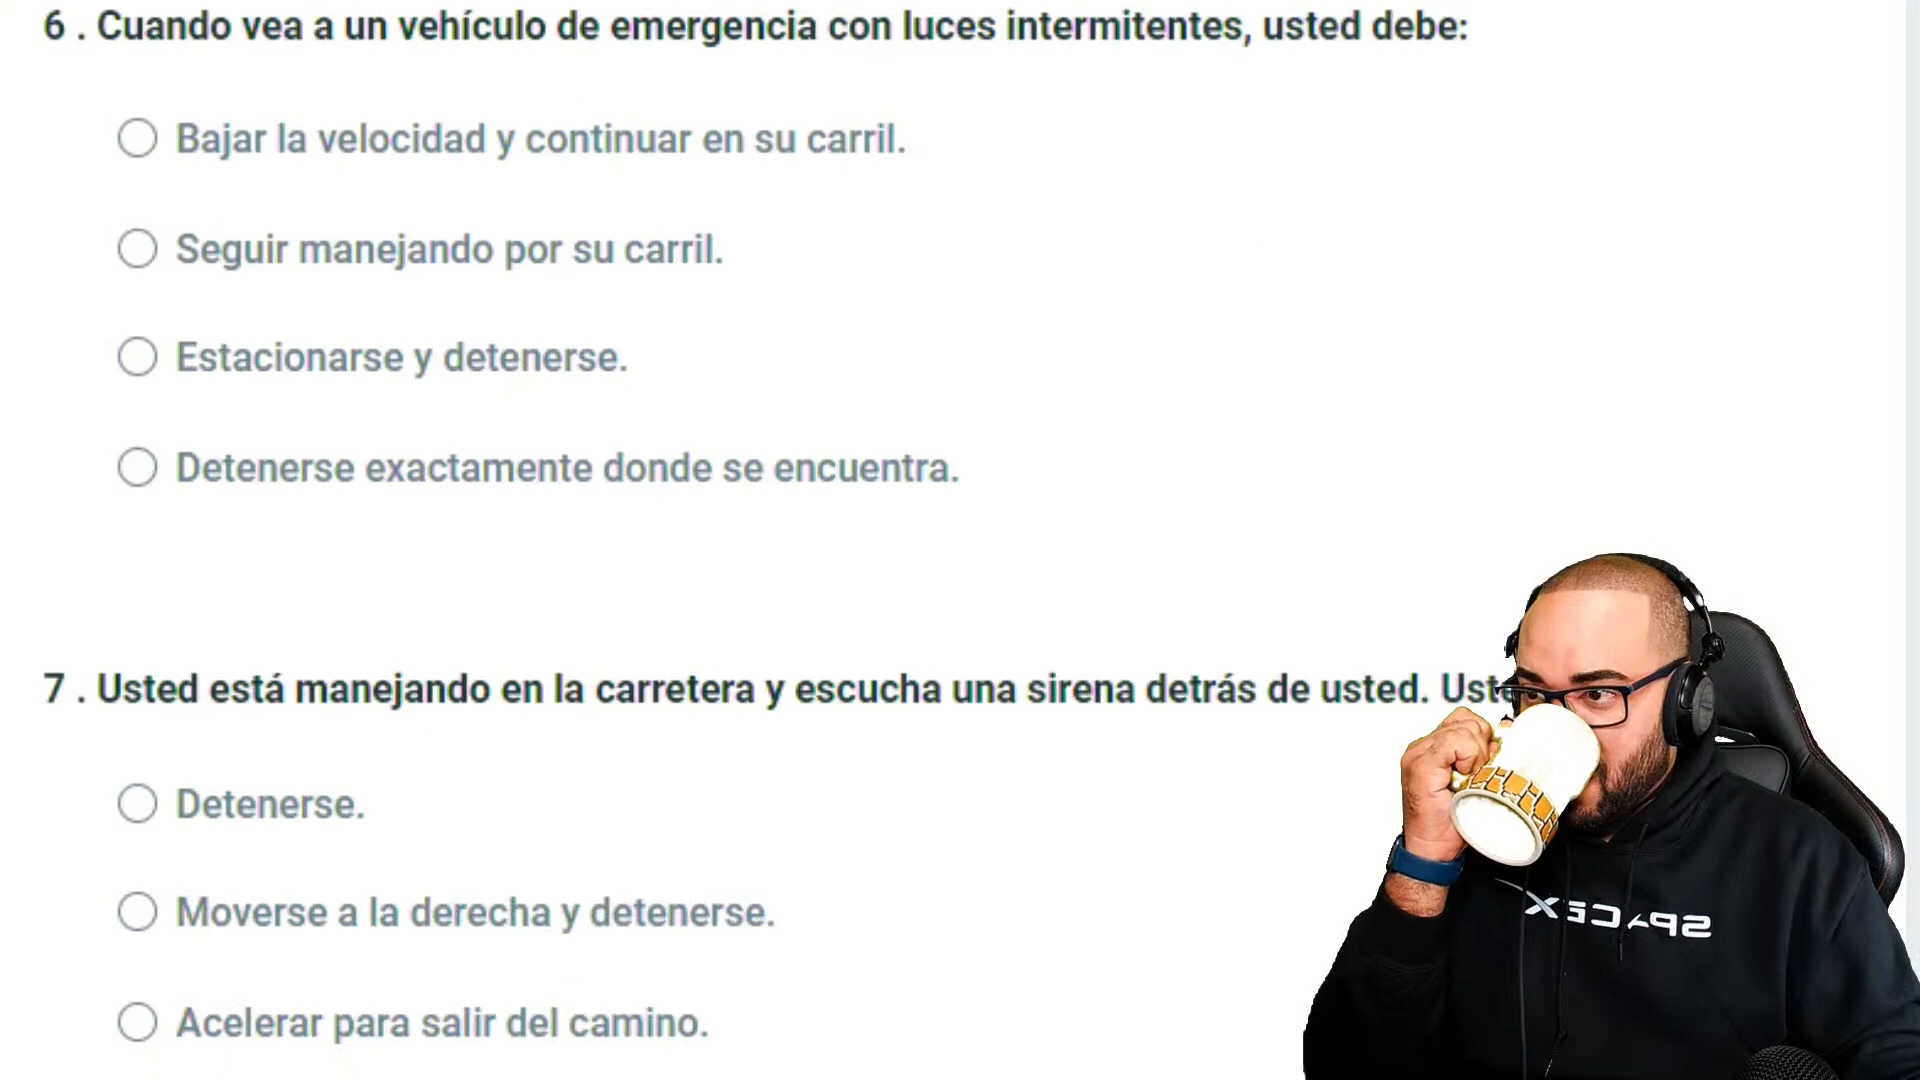 6 . Cuando vea a un vehículo de emergencia con luces intermitentes, usted debe:
Bajar la velocidad y continuar en su carril.
Seguir manejando por su carril.
Estacionarse y detenerse.
Detenerse exactamente donde se encuentra.
7 . Usted está manejando en la carretera y escucha una sirena detrás de usted.
Detenerse.
Moverse a la derecha y detenerse.
Acelerar para salir del camino.
SPACEX